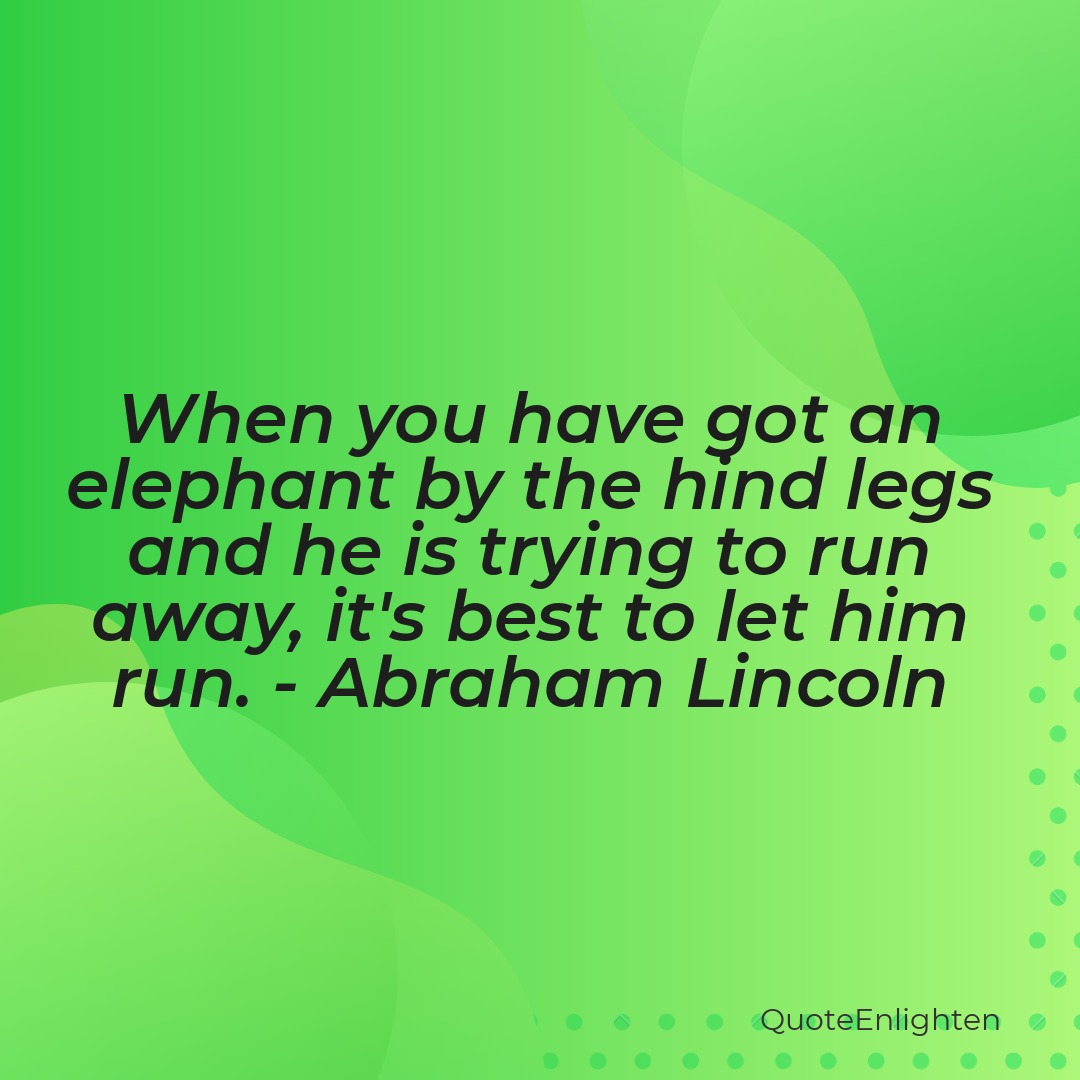 When you have got an
elephant by the hind legs
and he is trying to run
away, it's best to let him
run. - Abraham Lincoln
QuoteEnlighten